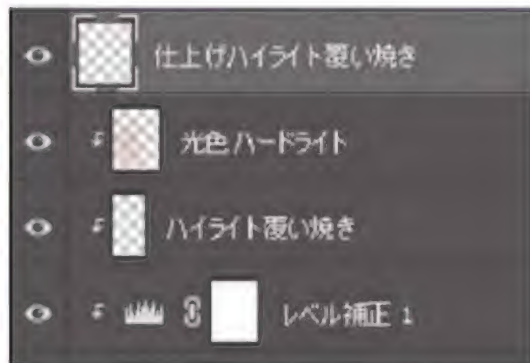 仕上げハイライト覆い焼き
光色 ハードライト
ハイライト覆い焼き
レベル補正 1